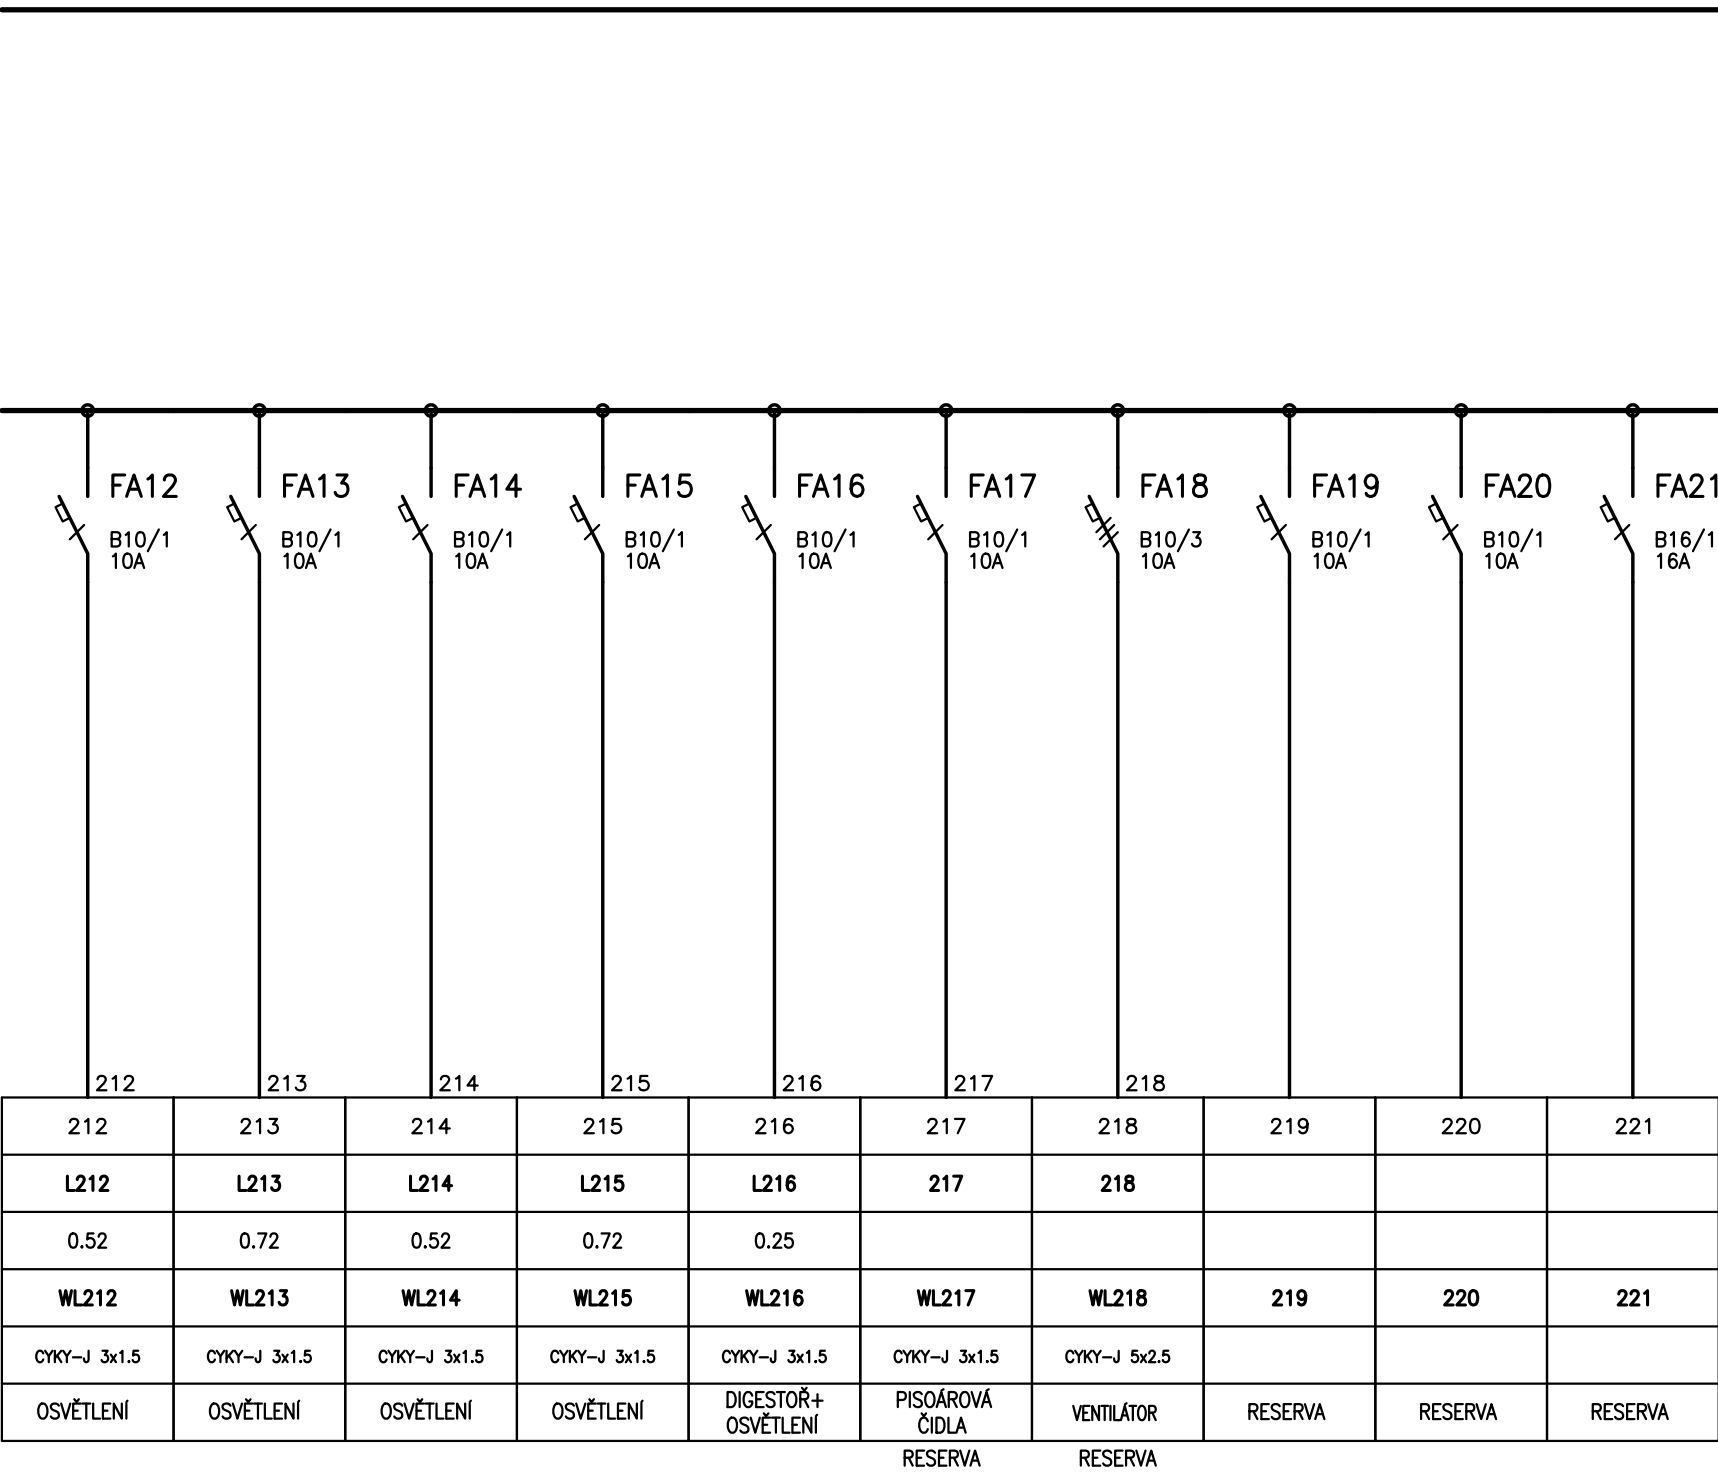 FA12 FA13 FA14 FA15 FA16 FA17 FA18 FA19 FA20 FA21
B10/1 B10/1 B10/1 B10/1 B10/1 B10/1 B10/3 B10/1 B10/1 B16/1
10A 10A 10A 10A 10A 10A 10A 10A 10A 16A
212 213 214 215 216 217 218
212 213 214 215 216 217 218 219 220 221
L212 L213 L214 L215 L216 217 218
0.52 0.72 0.52 0.72 0.25
WL212 WL213 WL214 WL215 WL216 WL217 WL218 219 220 221
CYKY-J 3x1.5 CYKY-J 3x1.5 CYKY-J 3x1.5 CYKY-J 3x1.5 CYKY-J 3x1.5 CYKY-J 3x1.5 CYKY-J 5x2.5
OSVĚTLENÍ OSVĚTLENÍ OSVĚTLENÍ OSVĚTLENÍ
DIGESTOŘ+
OSVĚTLENÍ
PISOÁROVÁ
ČIDLA
VENTILÁTOR RESERVA RESERVA RESERVA
RESERVA RESERVA